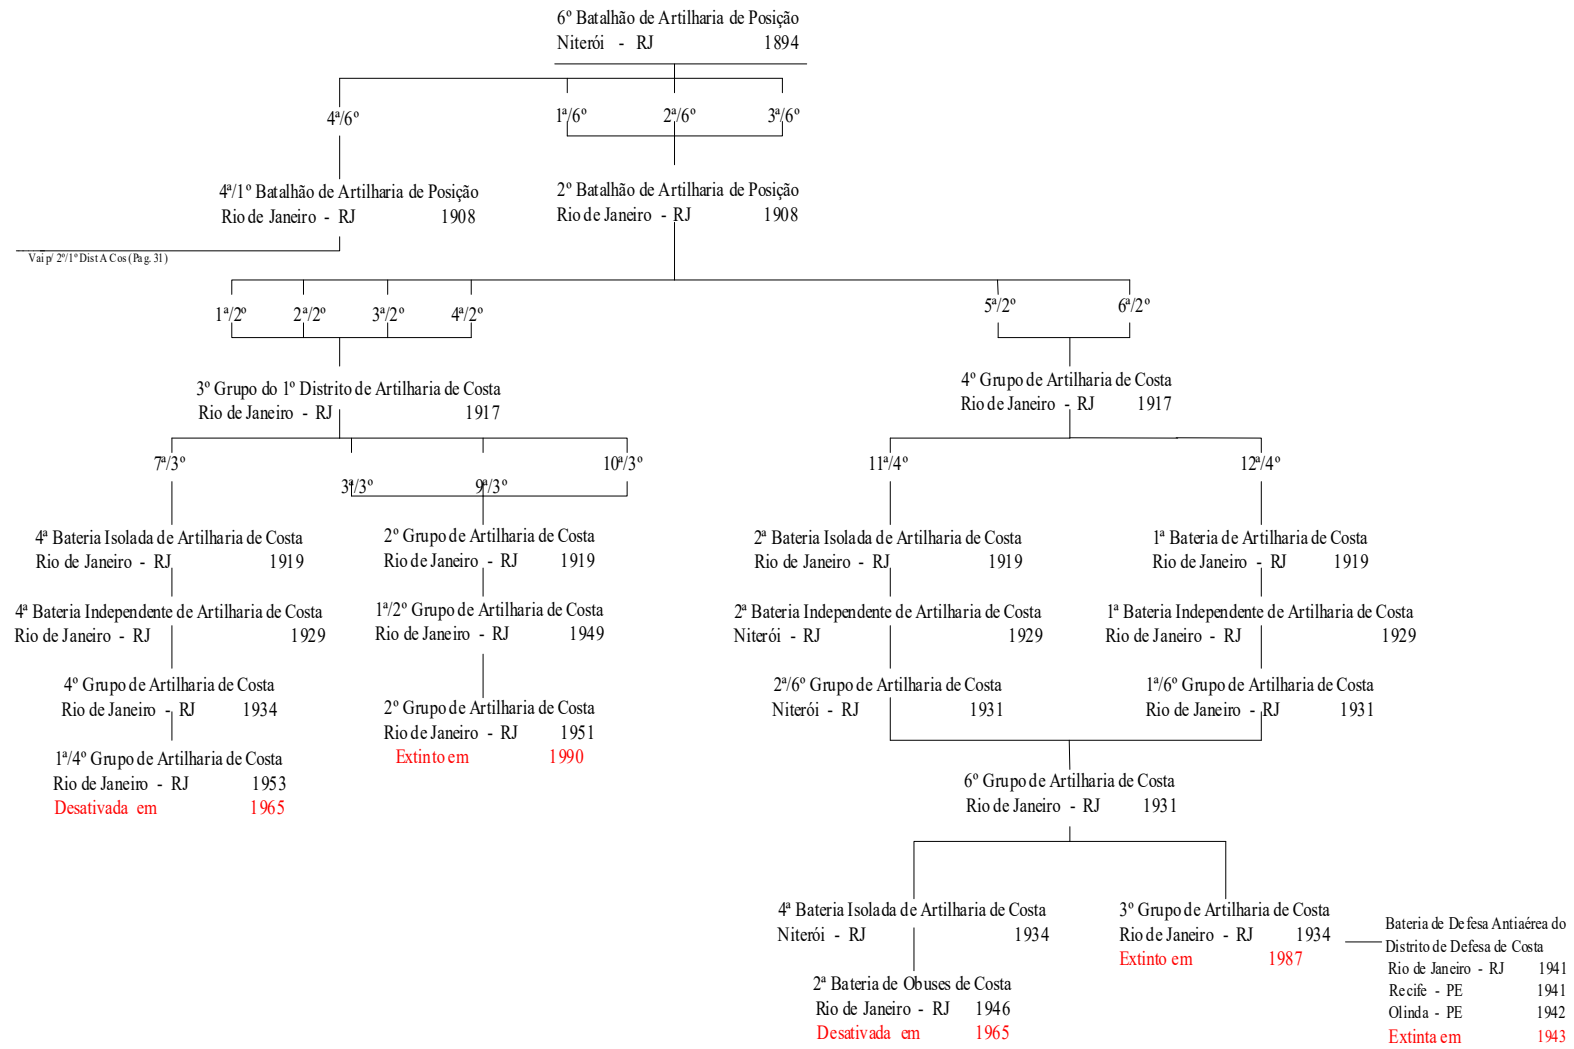 6º Batalhão de Artilharia de Posição
Niterói - RJ 1894
4ª/6º 1ª/6º 2ª/6º 3ª/6º
4ª/1º Batalhão de Artilharia de Posição
Rio de Janeiro - RJ 1908
2º Batalhão de Artilharia de Posição
Rio de Janeiro - RJ 1908
Vai p/ 2º/1º Dist A Cos (Pag. 31)
1ª/2º 2ª/2º 3ª/2º 4ª/2º 5ª/2º 6ª/2º
3º Grupo do 1º Distrito de Artilharia de Costa
Rio de Janeiro - RJ 1917
4º Grupo de Artilharia de Costa
Rio de Janeiro - RJ 1917
7ª/3º 10ª/3º 11ª/4º 12ª/4º
3ª/3º 9ª/3º
4ª Bateria Isolada de Artilharia de Costa
Rio de Janeiro - RJ 1919
4ª Bateria Independente de Artilharia de Costa
Rio de Janeiro - RJ 1929
4º Grupo de Artilharia de Costa
Rio de Janeiro - RJ 1934
1ª/4º Grupo de Artilharia de Costa
Rio de Janeiro - RJ 1953
Desativada em 1965
2º Grupo de Artilharia de Costa
Rio de Janeiro - RJ 1919
1ª/2º Grupo de Artilharia de Costa
Rio de Janeiro - RJ 1949
2º Grupo de Artilharia de Costa
Rio de Janeiro - RJ 1951
Extinto em 1990
2ª Bateria Isolada de Artilharia de Costa
Rio de Janeiro - RJ 1919
2ª Bateria Independente de Artilharia de Costa
Niterói - RJ 1929
2ª/6º Grupo de Artilharia de Costa
Niterói - RJ 1931
1ª Bateria de Artilharia de Costa
Rio de Janeiro - RJ 1919
1ª Bateria Independente de Artilharia de Costa
Rio de Janeiro - RJ 1929
1ª/6º Grupo de Artilharia de Costa
Rio de Janeiro - RJ 1931
6º Grupo de Artilharia de Costa
Rio de Janeiro - RJ 1931
4ª Bateria Isolada de Artilharia de Costa
Niterói - RJ 1934
2ª Bateria de Obuses de Costa
Rio de Janeiro - RJ 1946
Desativada em 1965
3º Grupo de Artilharia de Costa
Rio de Janeiro - RJ 1934
Extinto em 1987
Bateria de Defesa Antiaérea do
Distrito de Defesa de Costa
Rio de Janeiro - RJ 1941
Recife - PE 1941
Olinda - PE 1942
Extinta em 1943